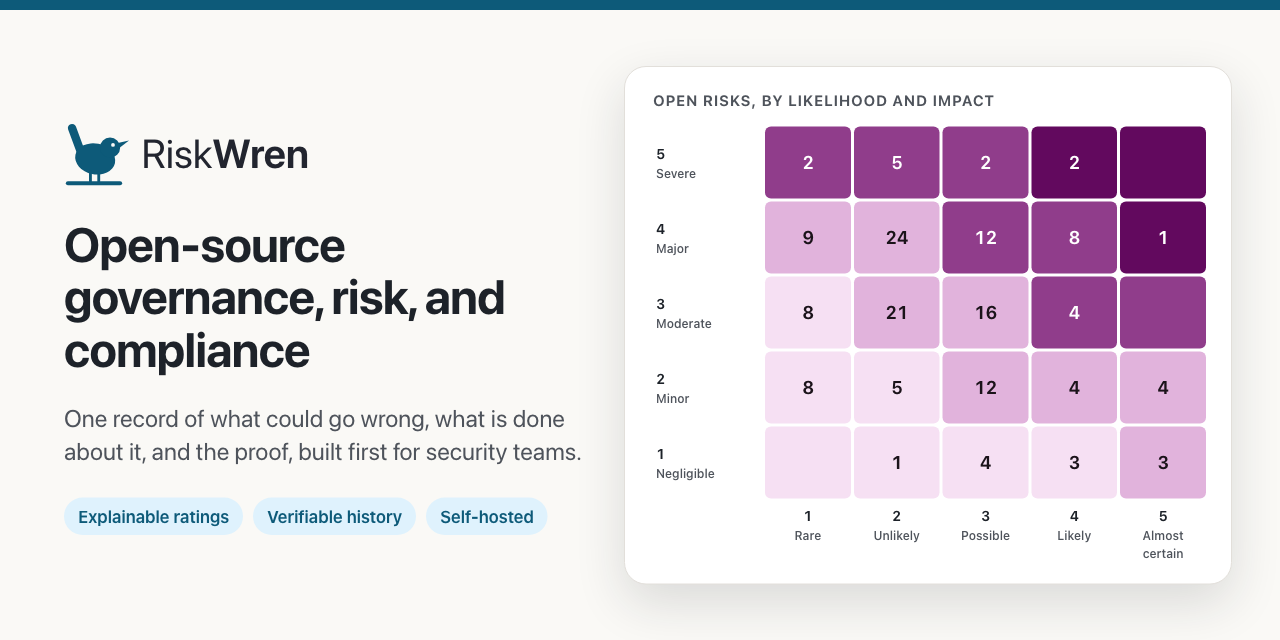 RiskWren
Open-source
governance, risk, and
compliance
One record of what could go wrong, what is done
about it, and the proof, built first for security teams.
Explainable ratings Verifiable history Self-hosted
OPEN RISKS, BY LIKELIHOOD AND IMPACT
5
Severe
2 5 2 2
4
Major
9 24 12 8 1
3
Moderate
8 21 16 4
2
Minor
8 5 12 4 4
1
Negligible
1 4 3 3
1 2 3 4 5
Rare Unlikely Possible Likely Almost
certain